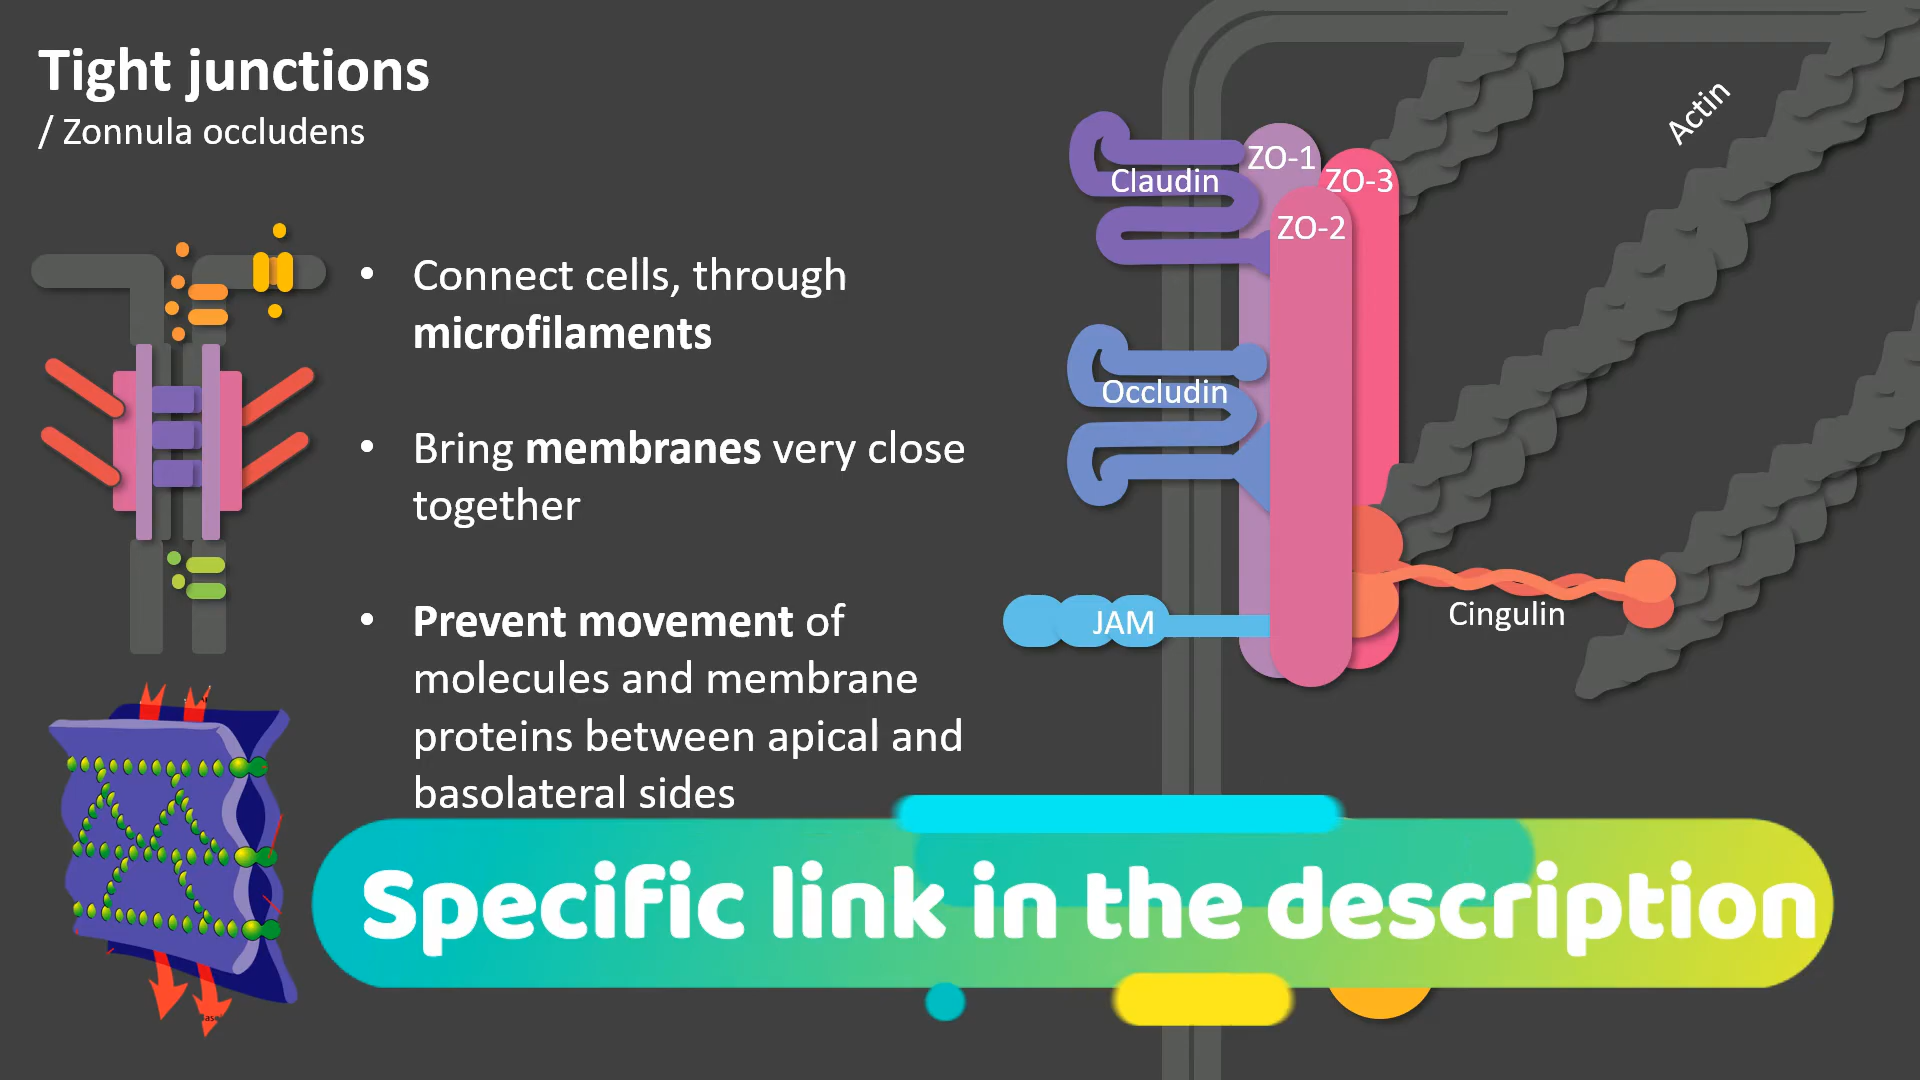 Tight junctions
/ Zonnula occludens
• Connect cells, through
microfilaments
• Bring membranes very close
together
• Prevent movement of
molecules and membrane
proteins between apical and
basolateral sides
Claudin
ZO-1
ZO-3
ZO-2
Actin
Occludin
JAM
Cingulin
Specific link in the description